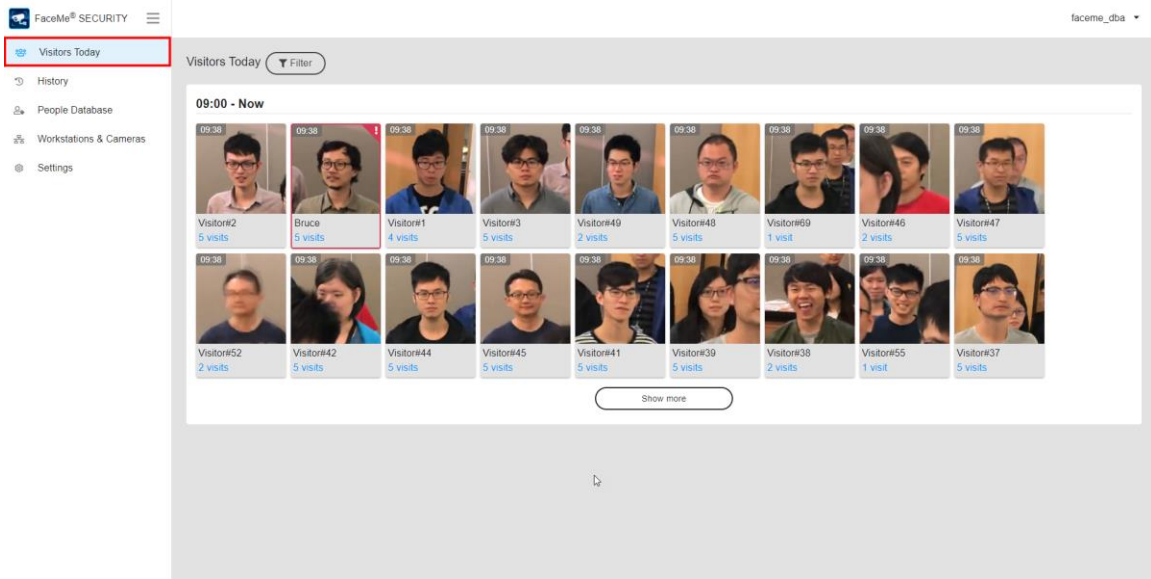 FaceMe® SECURITY
faceme_dba
Visitors Today
History
People Database
Workstations & Cameras
Settings
Visitors Today Filter
09:00 - Now
09:38 09:38 ! 09:38 09:38 09:38 09:38 09:38 09:38 09:38
Visitor#2 Bruce Visitor#1 Visitor#3 Visitor#49 Visitor#48 Visitor#69 Visitor#46 Visitor#47
5 visits 5 visits 4 visits 5 visits 2 visits 5 visits 1 visit 2 visits 5 visits
09:38 09:38 09:38 09:38 09:38 09:38 09:38 09:38 09:38
Visitor#52 Visitor#42 Visitor#44 Visitor#45 Visitor#41 Visitor#39 Visitor#38 Visitor#55 Visitor#37
2 visits 5 visits 5 visits 5 visits 5 visits 5 visits 2 visits 1 visit 5 visits
Show more